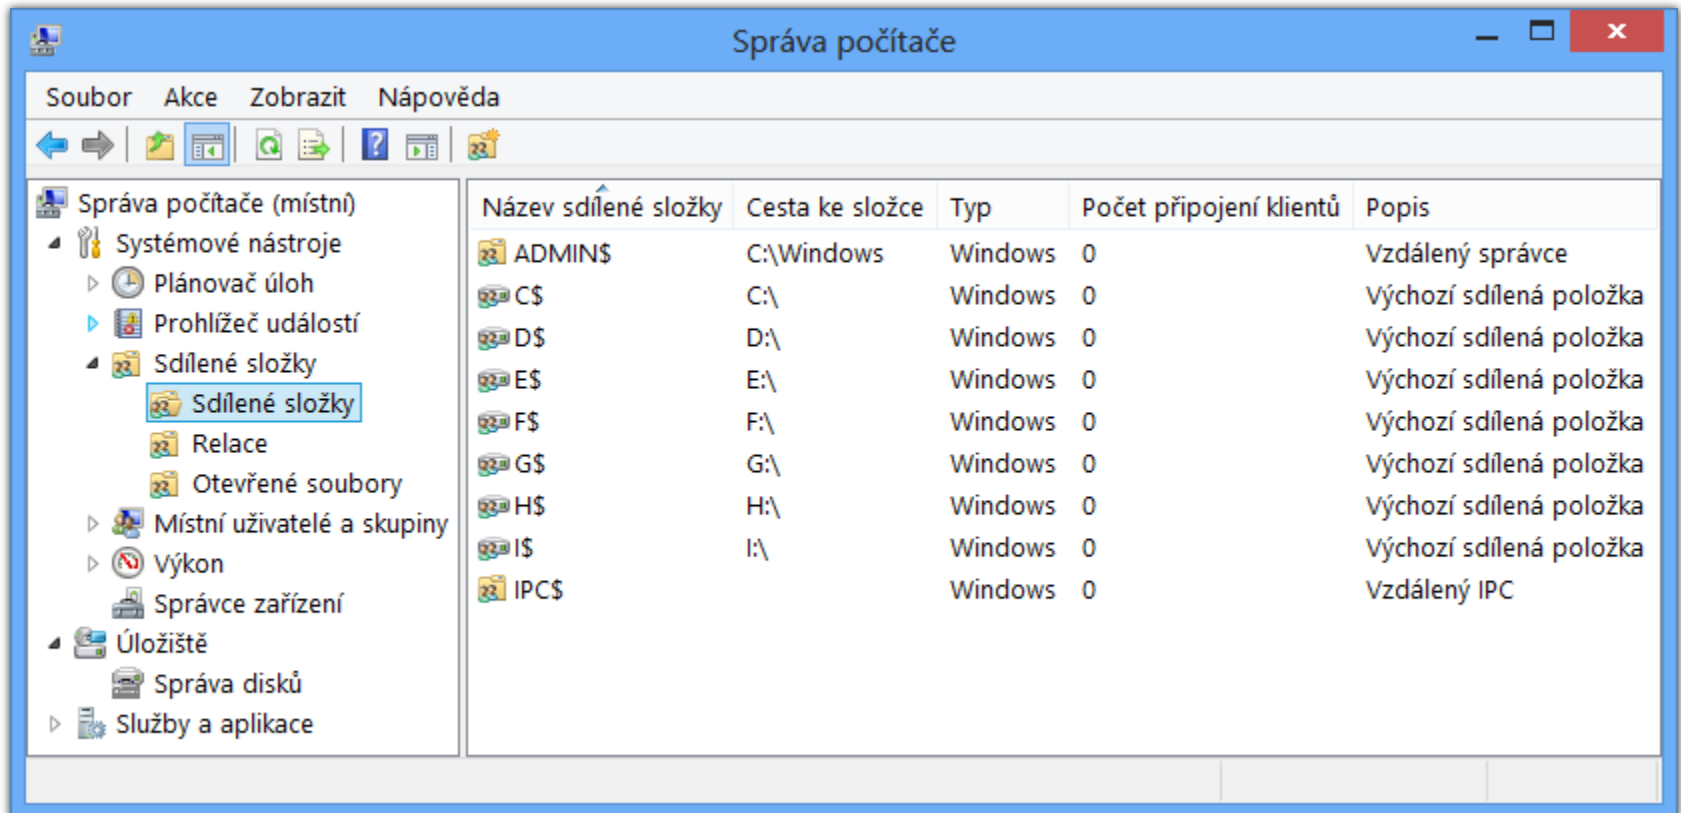 Správa počítače
Soubor Akce Zobrazit Nápověda
Správa počítače (místní)
Systémové nástroje
Plánovač úloh
Prohlížeč událostí
Sdílené složky
Sdílené složky
Relace
Otevřené soubory
Místní uživatelé a skupiny
Výkon
Správce zařízení
Úložiště
Správa disků
Služby a aplikace
Název sdílené složky Cesta ke složce Typ Počet připojení klientů Popis
ADMIN$ C:\Windows Windows 0 Vzdálený správce
C$ C:\ Windows 0 Výchozí sdílená položka
D$ D:\ Windows 0 Výchozí sdílená položka
E$ E:\ Windows 0 Výchozí sdílená položka
F$ F:\ Windows 0 Výchozí sdílená položka
G$ G:\ Windows 0 Výchozí sdílená položka
H$ H:\ Windows 0 Výchozí sdílená položka
I$ I:\ Windows 0 Výchozí sdílená položka
IPC$ Windows 0 Vzdálený IPC